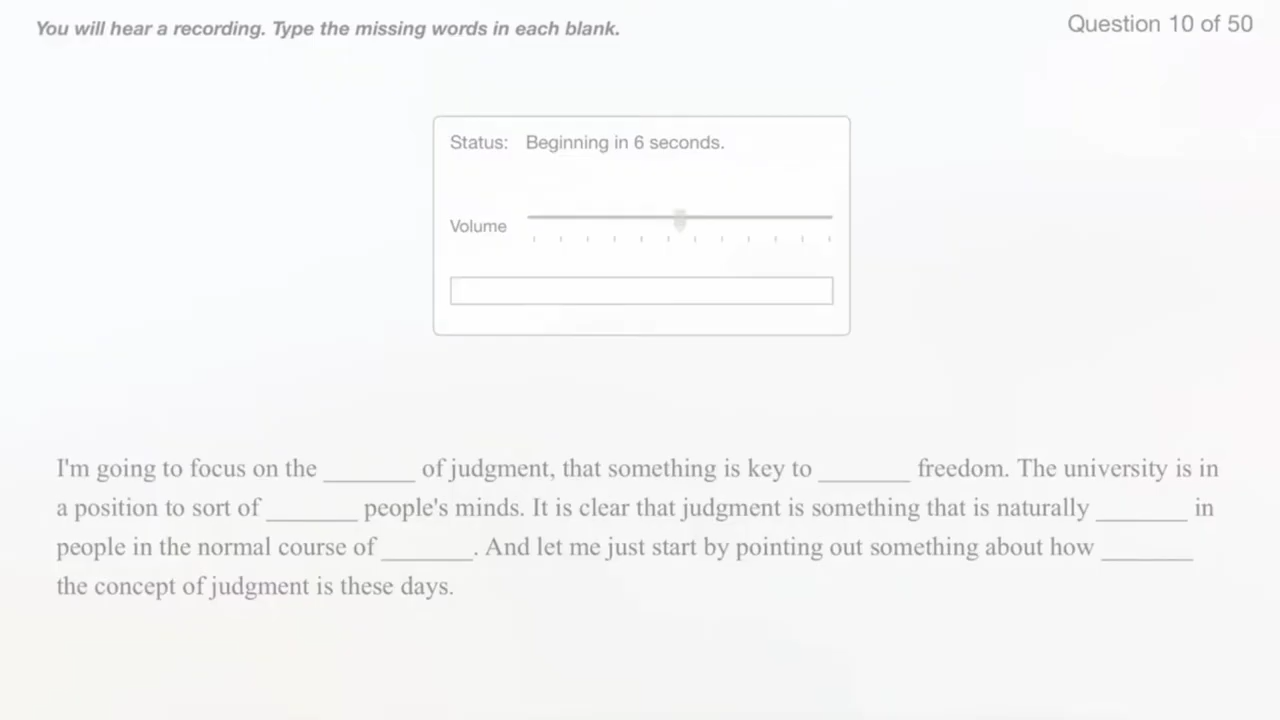 You will hear a recording. Type the missing words in each blank.
Question 10 of 50
Status: Beginning in 6 seconds.
Volume
I'm going to focus on the _______ of judgment, that something is key to _______ freedom. The university is in
a position to sort of _______ people's minds. It is clear that judgment is something that is naturally _______ in
people in the normal course of _______. And let me just start by pointing out something about how _______
the concept of judgment is these days.